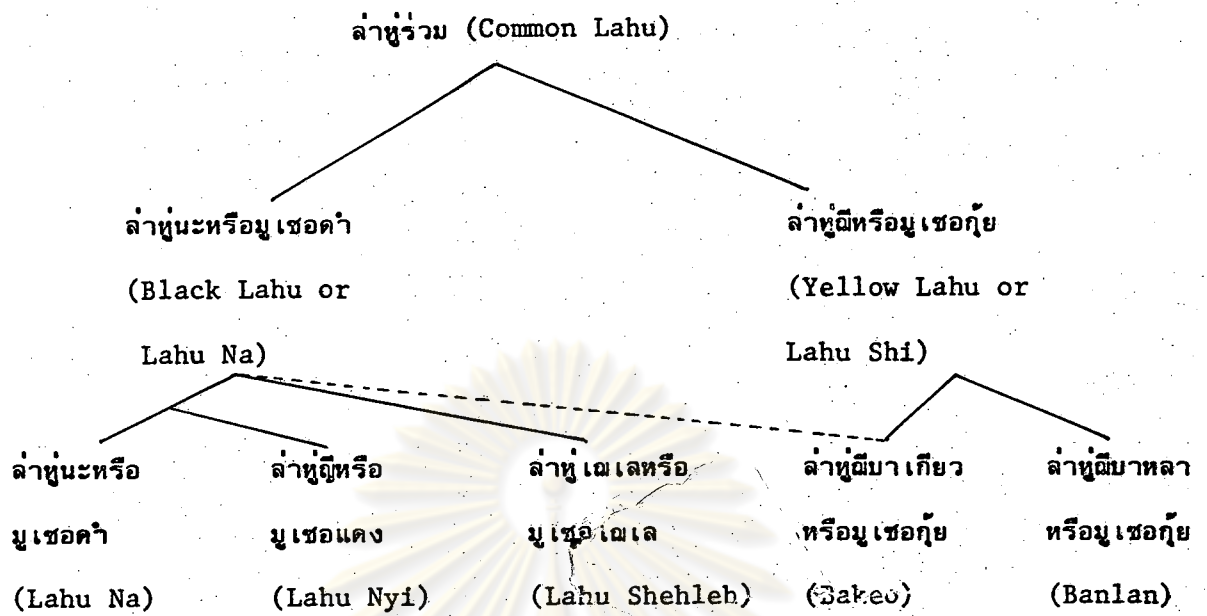 ล่าหู่ร่วม (Common Lahu)
ล่าหู่นะหรือมูเซอดำ
(Black Lahu or
Lahu Na)
ล่าหู่ฌีหรือมูเซอกุ้ย
(Yellow Lahu or
Lahu Shi)
ล่าหู่นะหรือ
มูเซอดำ
(Lahu Na)
ล่าหู่ญีหรือ
มูเซอแดง
(Lahu Nyi)
ล่าหู่เฌเลหรือ
มูเซอเฌเล
(Lahu Shehleh)
ล่าหู่ฌีบาเกียว
หรือมูเซอกุ้ย
(Bakeo)
ล่าหู่ฌีบาหลา
หรือมูเซอกุ้ย
(Banlan)